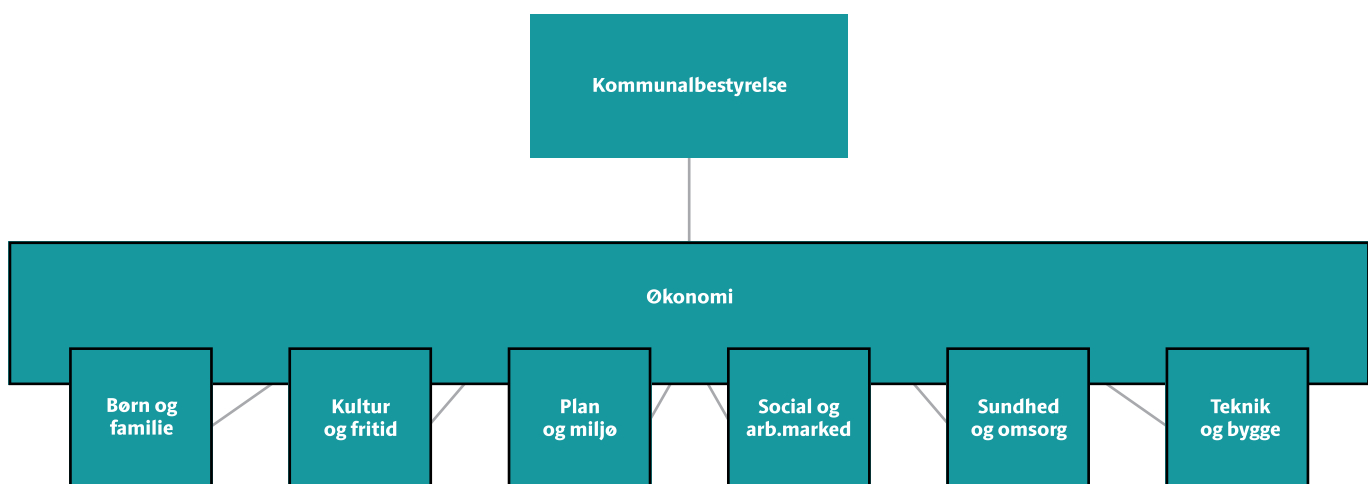 Kommunalbestyrelse
Økonomi
Børn og
familie
Kultur
og fritid
Plan
og miljø
Social og
arb.marked
Sundhed
og omsorg
Teknik
og bygge